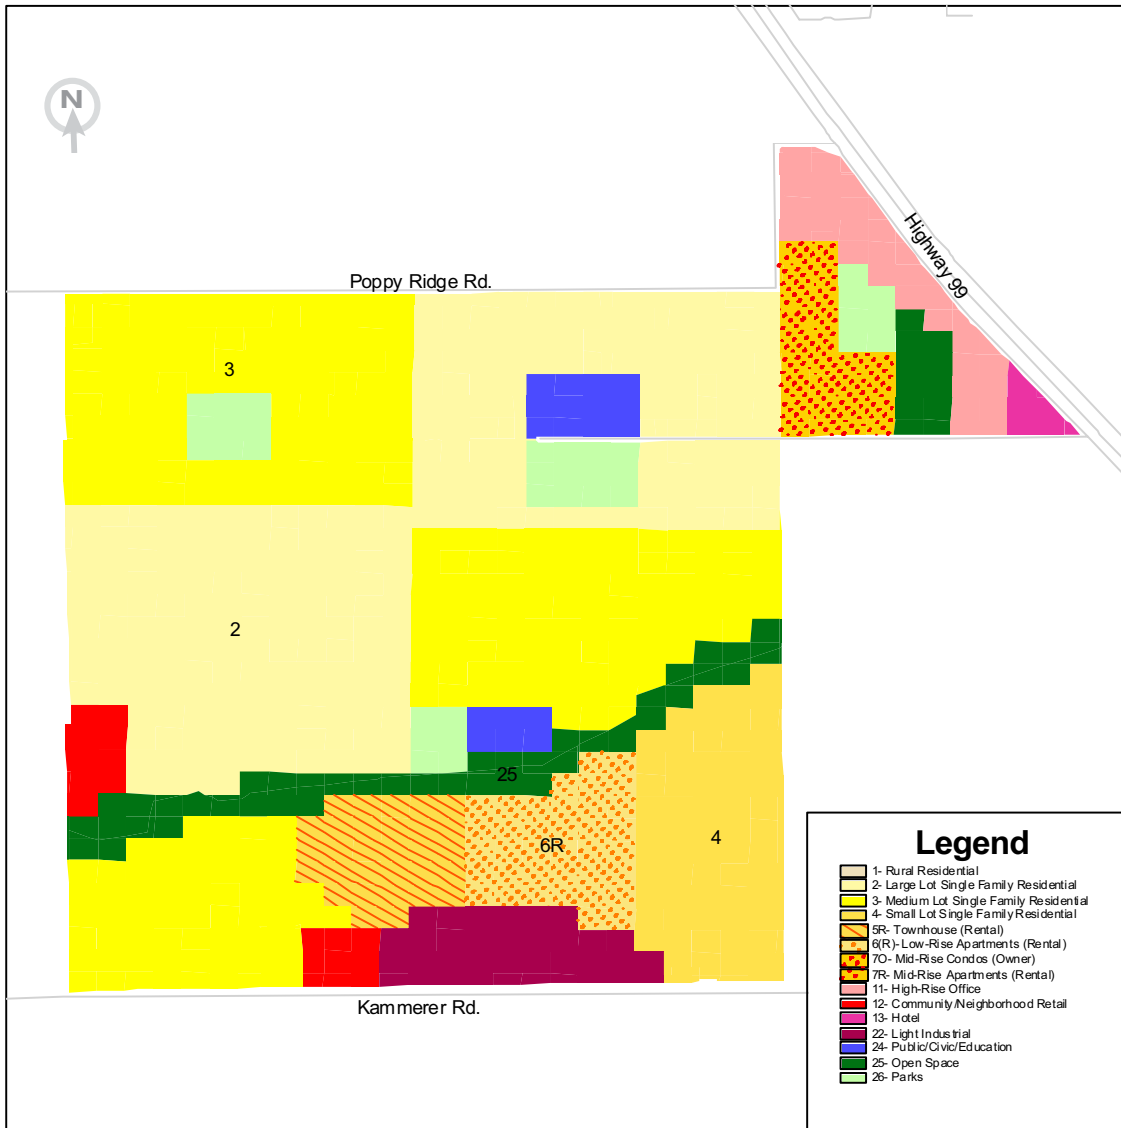 N
Highway 99
Poppy Ridge Rd.
3
2
25
6R
4
Kammerer Rd.
Legend
1- Rural Residential
2- Large Lot Single Family Residential
3- Medium Lot Single Family Residential
4- Small Lot Single Family Residential
5R- Townhouse (Rental)
6(R)- Low-Rise Apartments (Rental)
7O- Mid-Rise Condos (Owner)
7R- Mid-Rise Apartments (Rental)
11- High-Rise Office
12- Community/Neighborhood Retail
13- Hotel
22- Light Industrial
24- Public/Civic/Education
25- Open Space
26- Parks